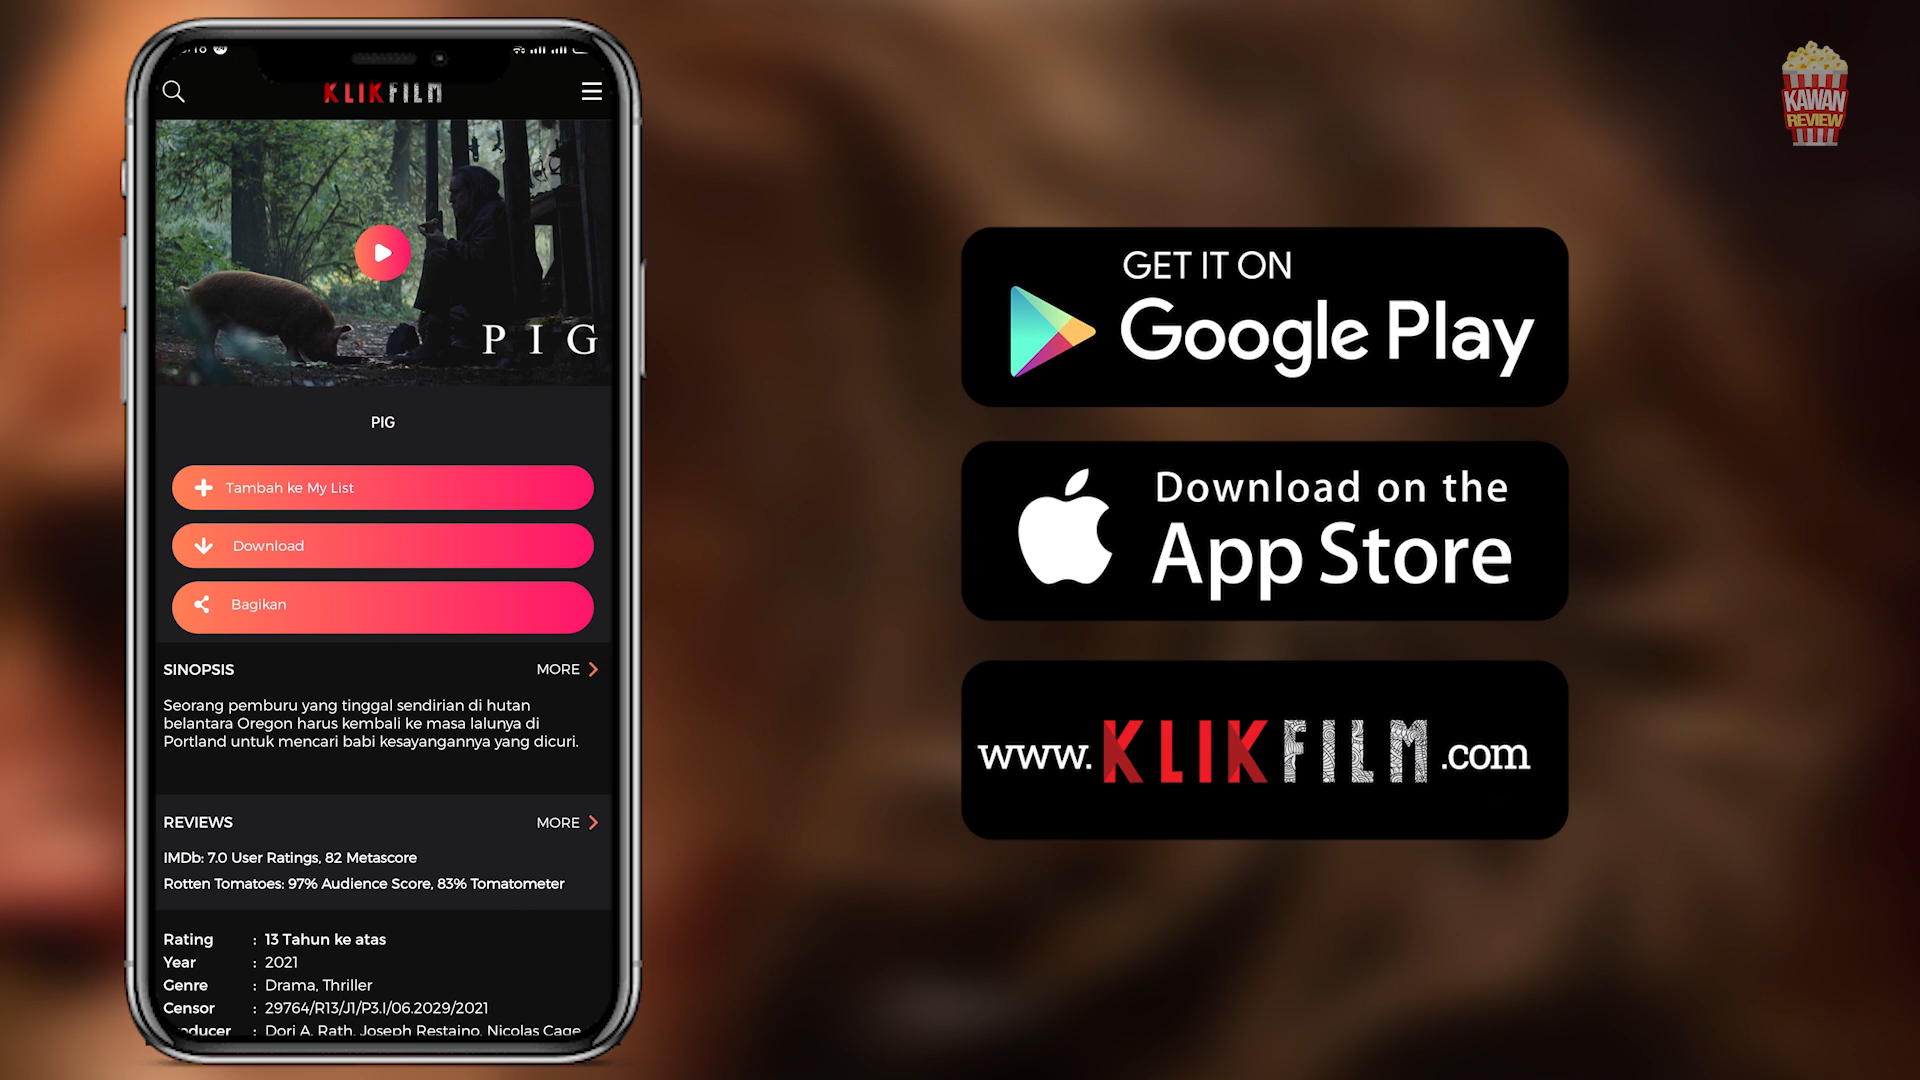 KLIKFILM
PIG
PIG
Tambah ke My List
Download
Bagikan
SINOPSIS
MORE
Seorang pemburu yang tinggal sendirian di hutan
belantara Oregon harus kembali ke masa lalunya di
Portland untuk mencari babi kesayangannya yang dicuri.
REVIEWS
MORE
IMDb: 7.0 User Ratings, 82 Metascore
Rotten Tomatoes: 97% Audience Score, 83% Tomatometer
Rating : 13 Tahun ke atas
Year : 2021
Genre : Drama, Thriller
Censor : 29764/R13/J1/P3.I/06.2029/2021
: Dori A. Rath, Joseph Restaino, Nicolas Cage
GET IT ON
Google Play
Download on the
App Store
www.KLIKFILM.com
KAWAN
REVIEW